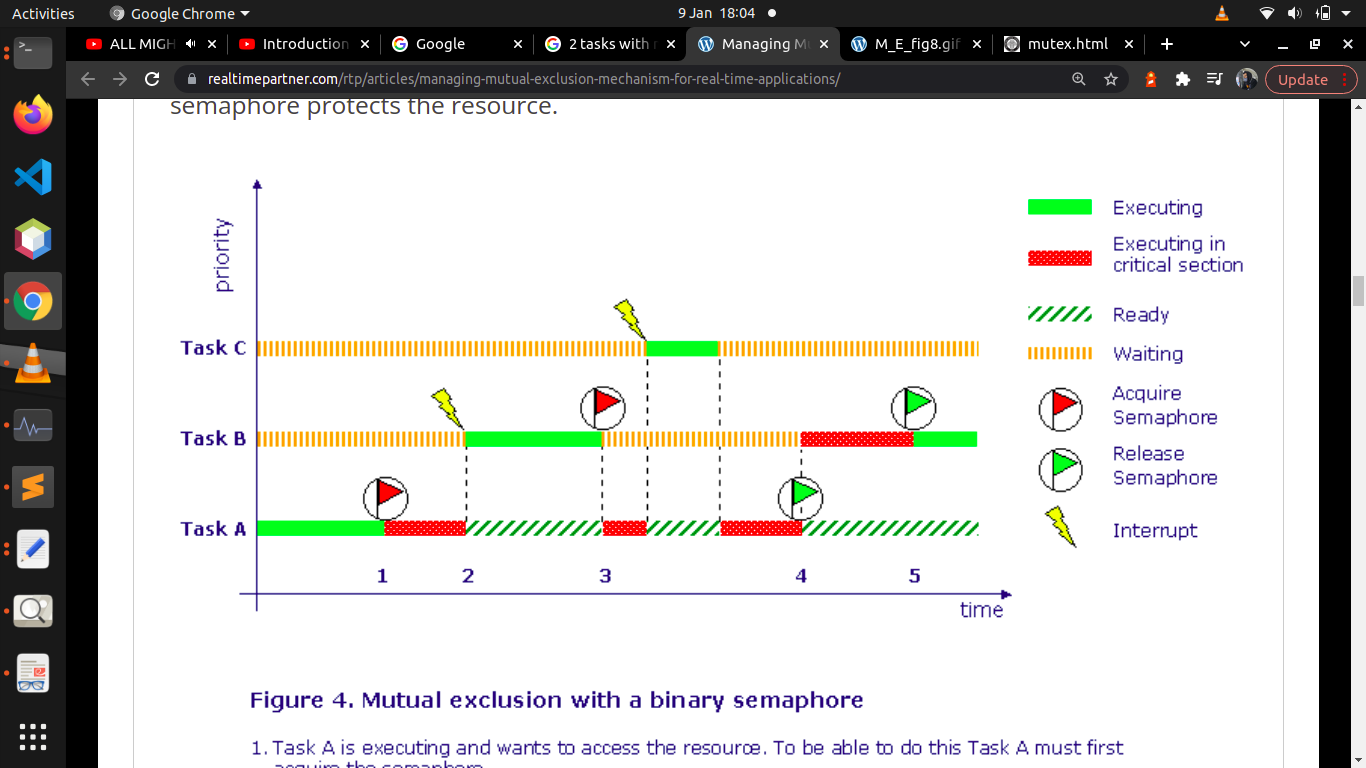 Activities
Google Chrome
9 Jan 18:04
ALL MIGH
Introduction
Google
2 tasks with
Managing M
M_E_fig8.gif
mutex.html
realtimepartner.com/rtp/articles/managing-mutual-exclusion-mechanism-for-real-time-applications/
Update
semaphore protects the resource.
priority
Executing
Executing in
critical section
Ready
Waiting
Acquire
Semaphore
Release
Semaphore
Interrupt
Task C
Task B
Task A
1 2 3 4 5
time
Figure 4. Mutual exclusion with a binary semaphore
1. Task A is executing and wants to access the resource. To be able to do this Task A must first
acquire the semaphore